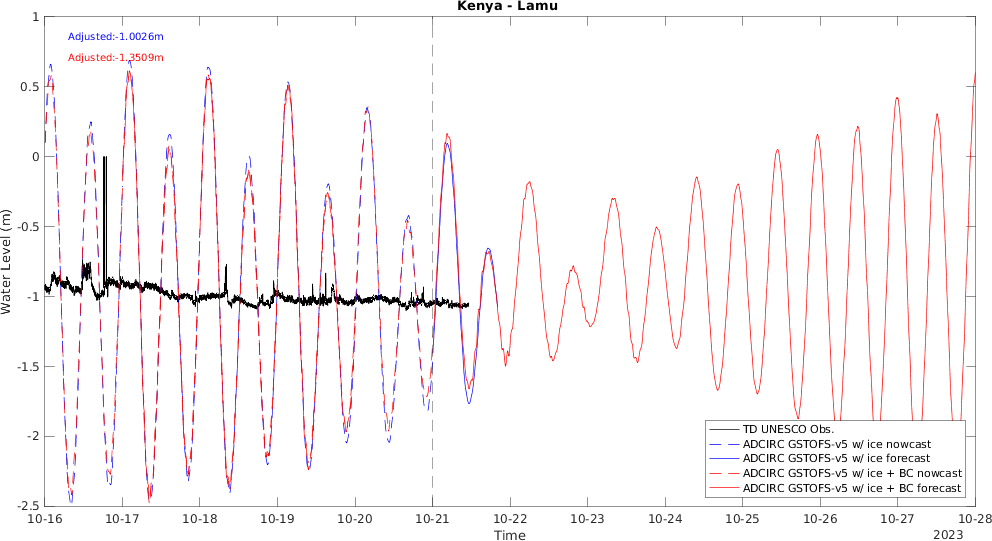 Kenya - Lamu
Adjusted:-1.0026m
Adjusted:-1.3509m
Water Level (m)
1
0.5
0
-0.5
-1
-1.5
-2
-2.5
TD UNESCO Obs.
ADCIRC GSTOFS-v5 w/ ice nowcast
ADCIRC GSTOFS-v5 w/ ice forecast
ADCIRC GSTOFS-v5 w/ ice + BC nowcast
ADCIRC GSTOFS-v5 w/ ice + BC forecast
10-16 10-17 10-18 10-19 10-20 10-21 10-22 10-23 10-24 10-25 10-26 10-27 10-28
Time
2023